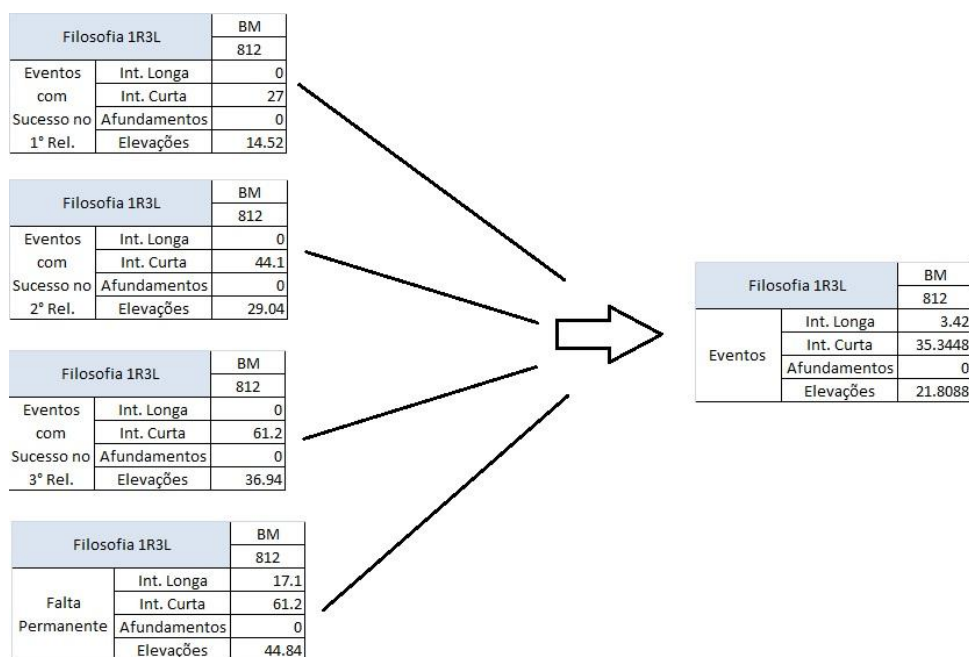 Filosofia 1R3L BM
812
Eventos com Sucesso no 1° Rel.
Int. Longa 0
Int. Curta 27
Afundamentos 0
Elevações 14.52
Filosofia 1R3L BM
812
Eventos com Sucesso no 2° Rel.
Int. Longa 0
Int. Curta 44.1
Afundamentos 0
Elevações 29.04
Filosofia 1R3L BM
812
Eventos com Sucesso no 3° Rel.
Int. Longa 0
Int. Curta 61.2
Afundamentos 0
Elevações 36.94
Filosofia 1R3L BM
812
Falta Permanente
Int. Longa 17.1
Int. Curta 61.2
Afundamentos 0
Elevações 44.84
Filosofia 1R3L BM
812
Eventos
Int. Longa 3.42
Int. Curta 35.3448
Afundamentos 0
Elevações 21.8088